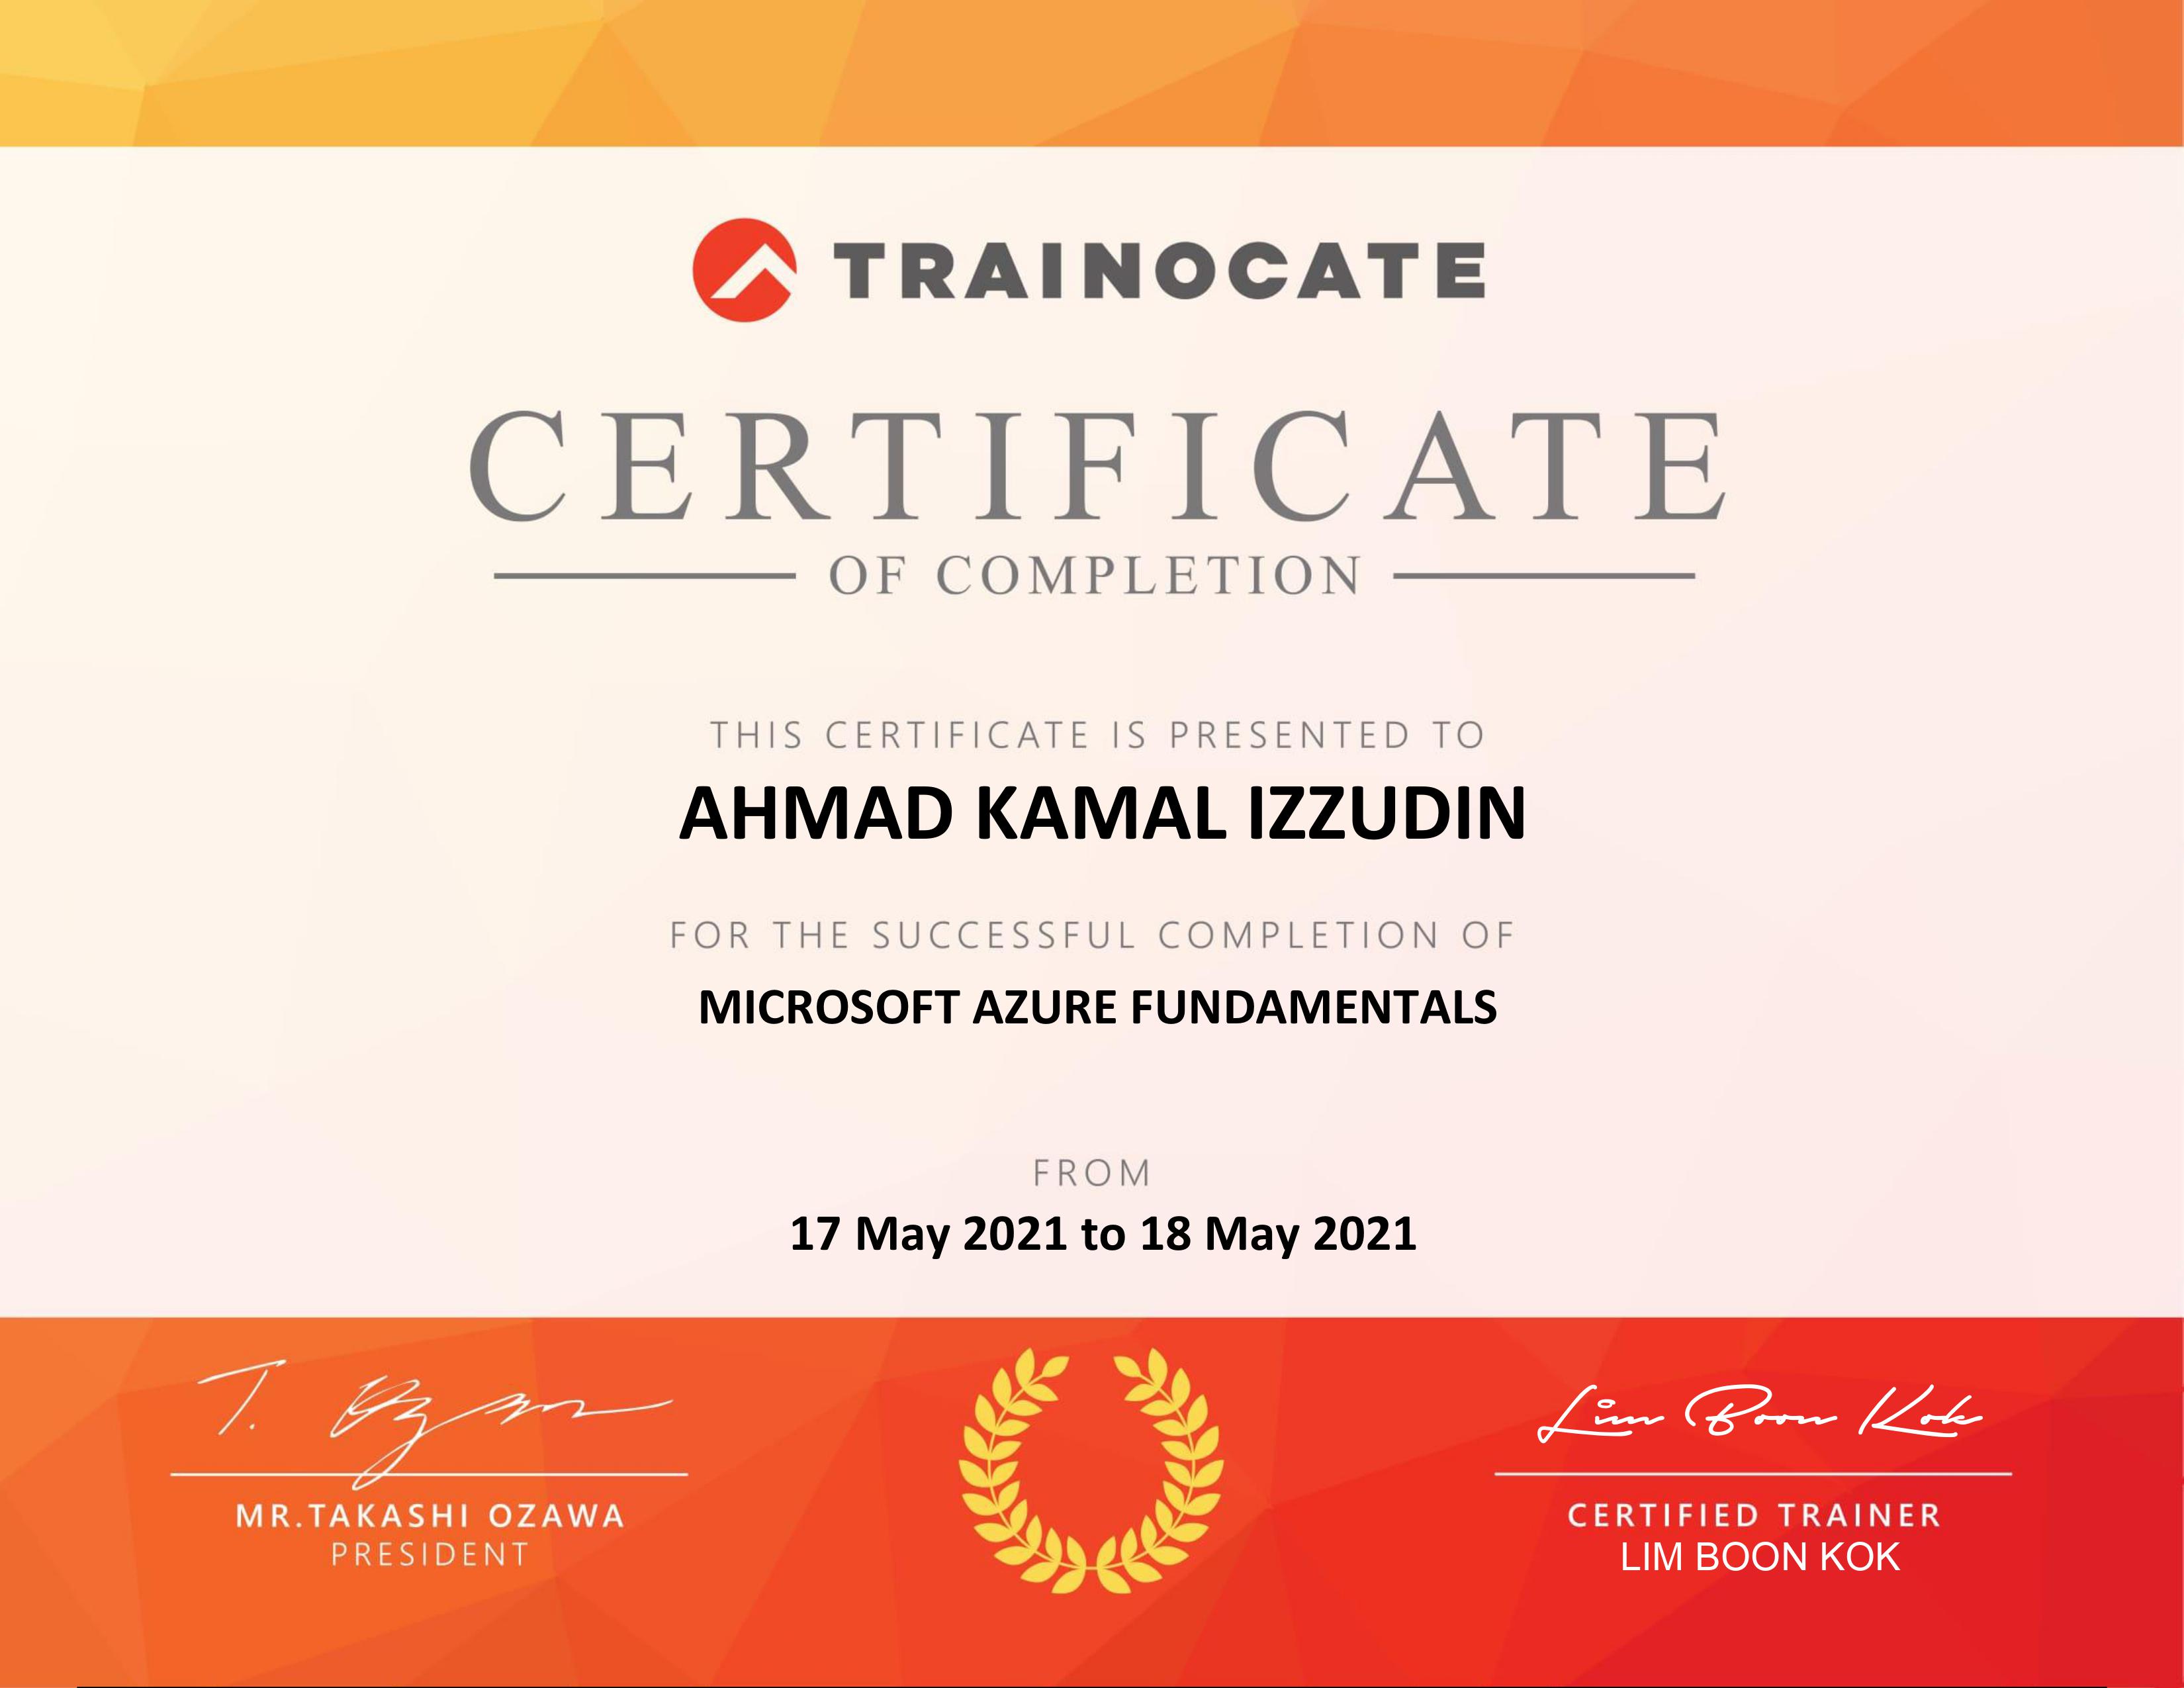 TRAINOCATE
CERTIFICATE
OF COMPLETION
THIS CERTIFICATE IS PRESENTED TO
AHMAD KAMAL IZZUDIN
FOR THE SUCCESSFUL COMPLETION OF
MICROSOFT AZURE FUNDAMENTALS
FROM
17 May 2021 to 18 May 2021
T. Ozawa
MR.TAKASHI OZAWA
PRESIDENT
Lim Boon Kok
CERTIFIED TRAINER
LIM BOON KOK